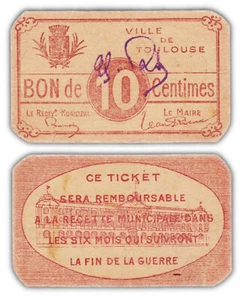 VILLE
DE
TOULOUSE
BON de 10 Centimes
LE RECEVR MUNICIPAL
LE MAIRE
CE TICKET
SERA REMBOURSABLE
A LA RECETTE MUNICIPALE DANS
LES SIX MOIS QUI SUIVRONT
LA FIN DE LA GUERRE